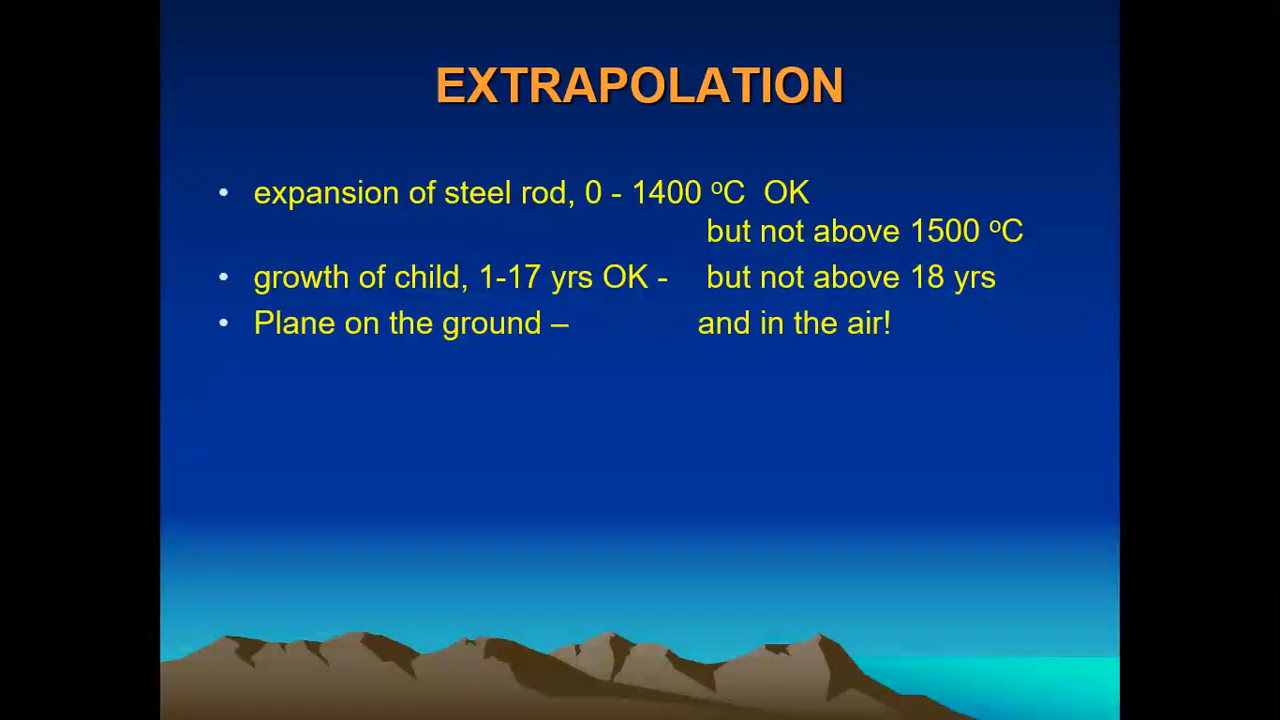 EXTRAPOLATION
• expansion of steel rod, 0 - 1400 ºC OK
but not above 1500 ºC
• growth of child, 1-17 yrs OK - but not above 18 yrs
• Plane on the ground – and in the air!